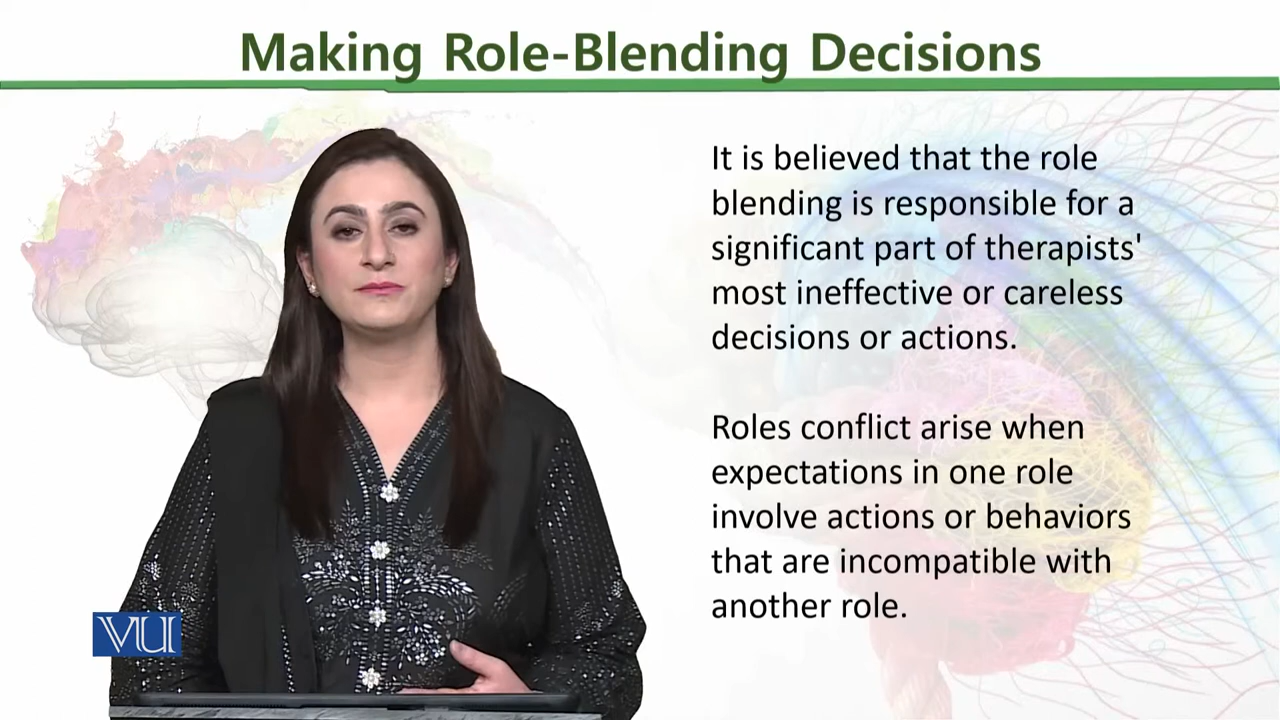 Making Role-Blending Decisions
It is believed that the role
blending is responsible for a
significant part of therapists'
most ineffective or careless
decisions or actions.
Roles conflict arise when
expectations in one role
involve actions or behaviors
that are incompatible with
another role.
VU